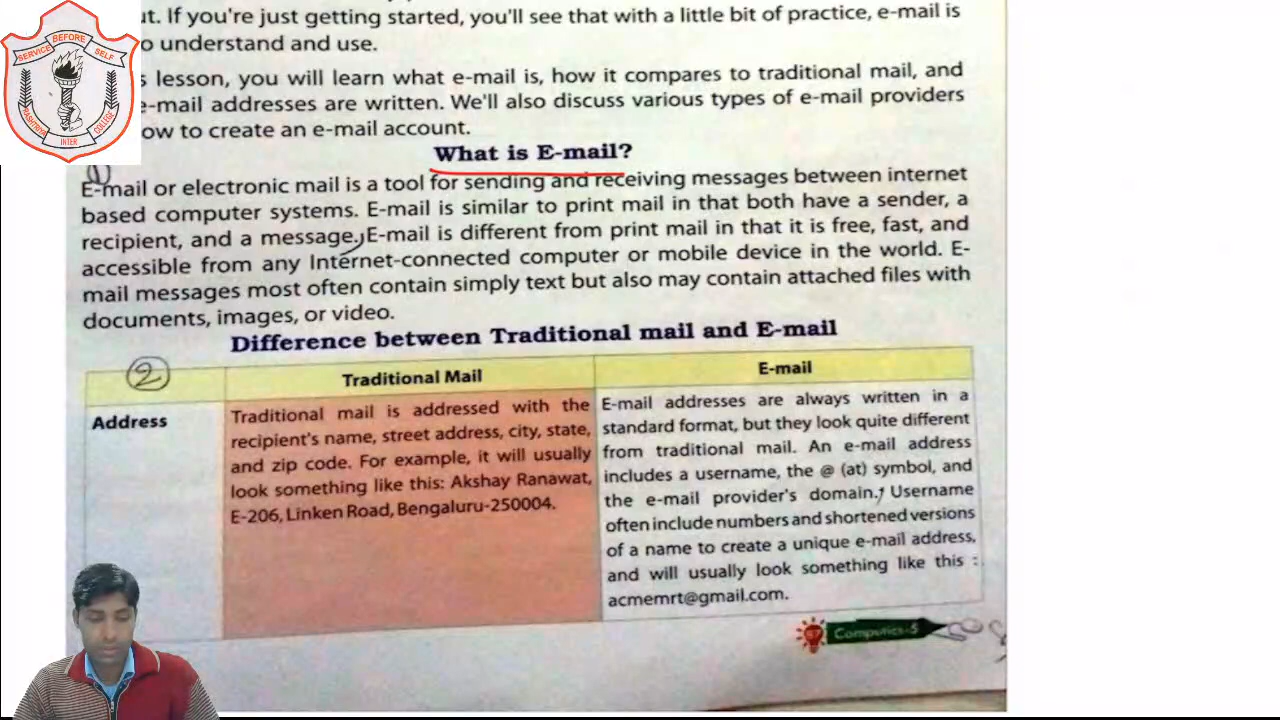 ut. If you're just getting started, you'll see that with a little bit of practice, e-mail is
o understand and use.
s lesson, you will learn what e-mail is, how it compares to traditional mail, and
e-mail addresses are written. We'll also discuss various types of e-mail providers
ow to create an e-mail account.
SERVICE BEFORE SELF
INTER COLLEGE
What is E-mail?
1
E-mail or electronic mail is a tool for sending and receiving messages between internet
based computer systems. E-mail is similar to print mail in that both have a sender, a
recipient, and a message. E-mail is different from print mail in that it is free, fast, and
accessible from any Internet-connected computer or mobile device in the world. E-
mail messages most often contain simply text but also may contain attached files with
documents, images, or video.
Difference between Traditional mail and E-mail
2
Traditional Mail
E-mail
Address
Traditional mail is addressed with the
recipient's name, street address, city, state,
and zip code. For example, it will usually
look something like this: Akshay Ranawat,
E-206, Linken Road, Bengaluru-250004.
E-mail addresses are always written in a
standard format, but they look quite different
from traditional mail. An e-mail address
includes a username, the @ (at) symbol, and
the e-mail provider's domain. Username
often include numbers and shortened versions
of a name to create a unique e-mail address,
and will usually look something like this :
acmemrt@gmail.com.
Computics-5